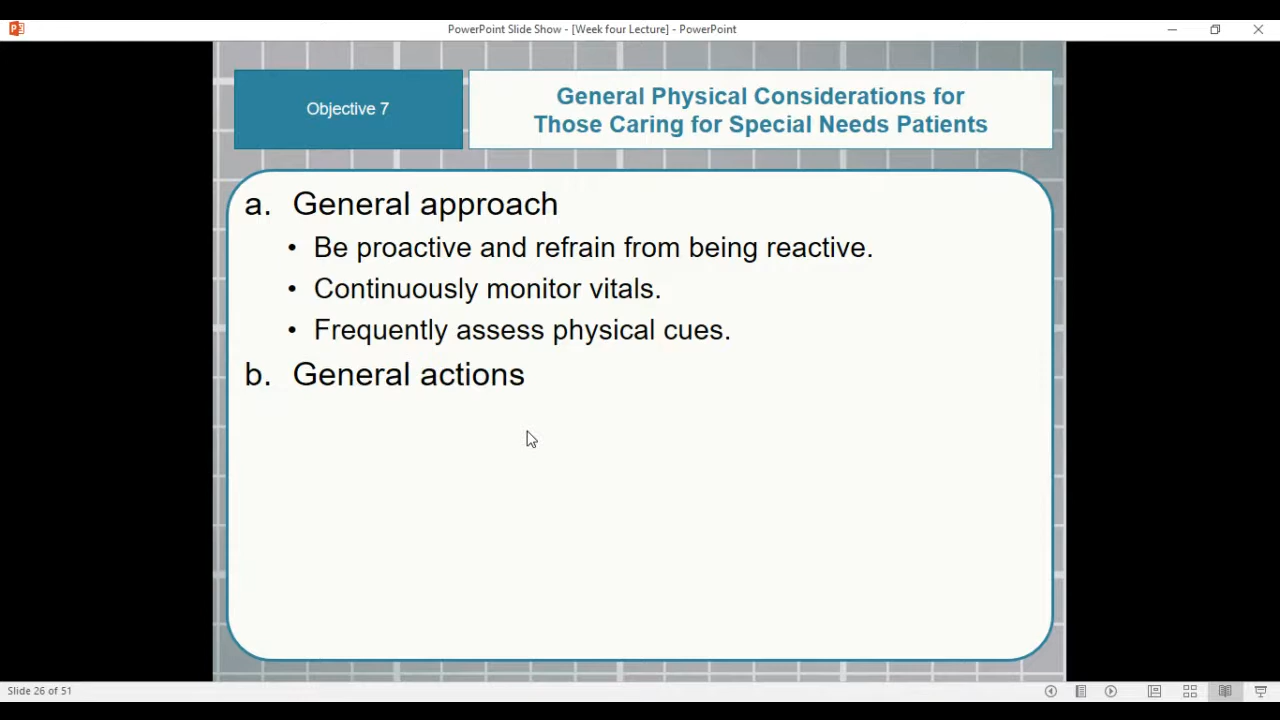 PowerPoint Slide Show - [Week four Lecture] - PowerPoint
Objective 7
General Physical Considerations for
Those Caring for Special Needs Patients
a. General approach
• Be proactive and refrain from being reactive.
• Continuously monitor vitals.
• Frequently assess physical cues.
b. General actions
Slide 26 of 51